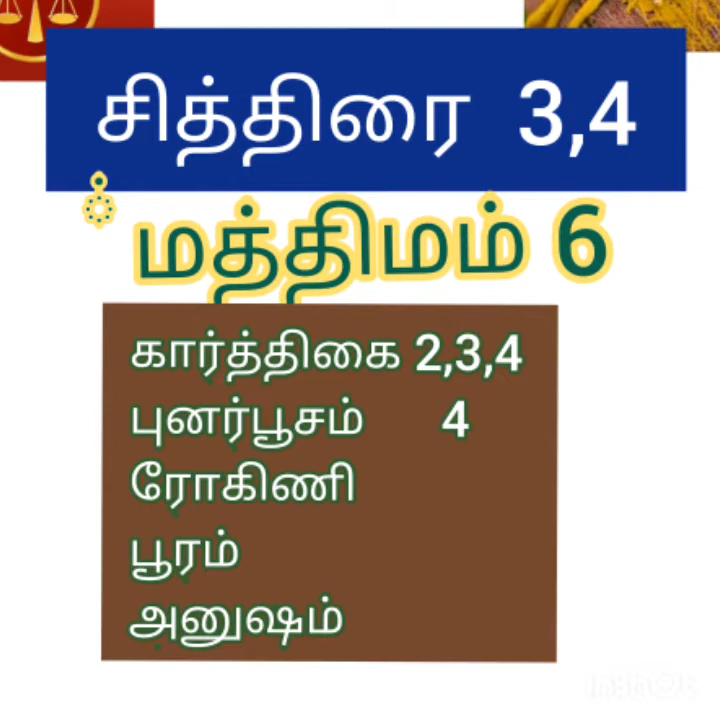 சித்திரை 3,4
மத்திமம் 6
கார்த்திகை 2,3,4
புனர்பூசம் 4
ரோகிணி
பூரம்
அனுஷம்